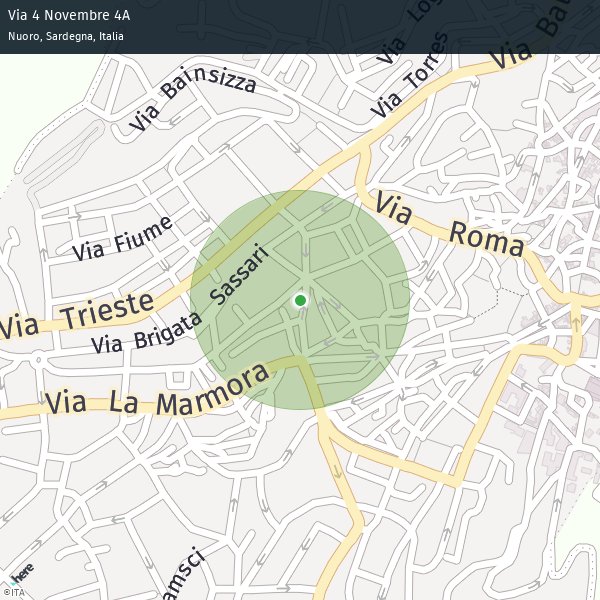 Via 4 Novembre 4A
Nuoro, Sardegna, Italia
Via Log
Via Torres
Via Ba
Via Bainsizza
Via Roma
Via Fiume
Via Brigata Sassari
Via Trieste
Via La Marmora
amsci
here
©ITA